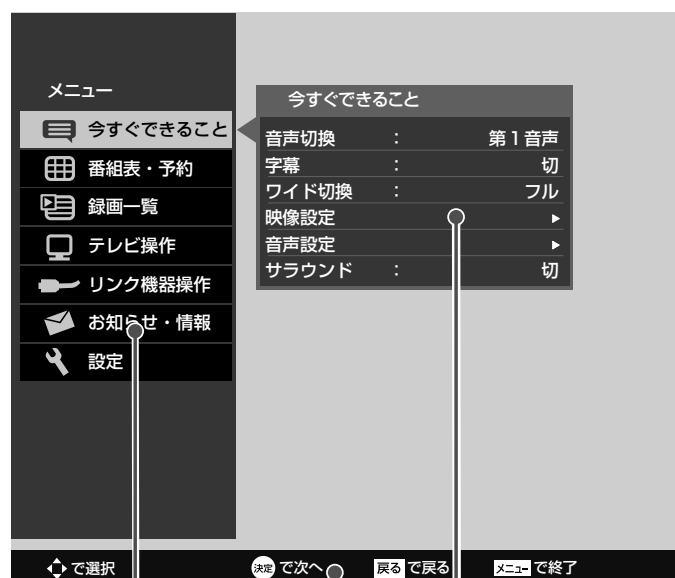 メニュー
今すぐできること
番組表・予約
録画一覧
テレビ操作
リンク機器操作
お知らせ・情報
設定
今すぐできること
音声切換 : 第1音声
字幕 : 切
ワイド切換 : フル
映像設定
音声設定
サラウンド : 切
で選択 決定 で次へ 戻る で戻る メニュー で終了